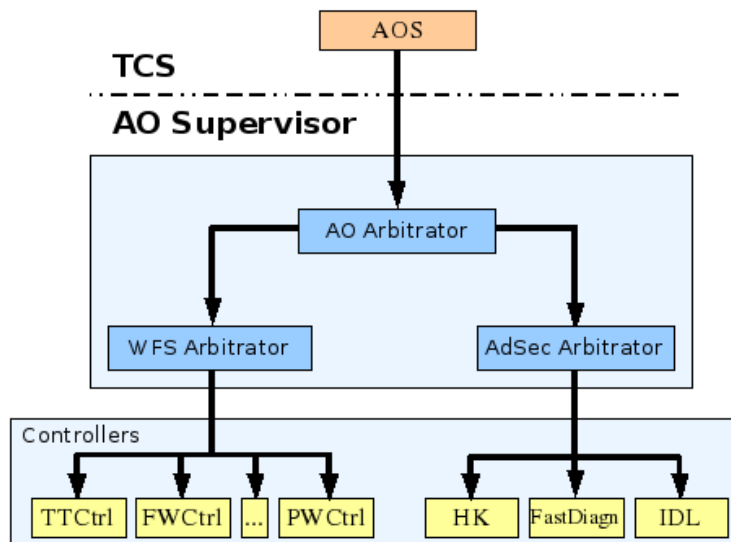 AOS
TCS
AO Supervisor
AO Arbitrator
WFS Arbitrator
AdSec Arbitrator
Controllers
TTCtrl FWCtrl ... PWCtrl HK FastDiagn IDL